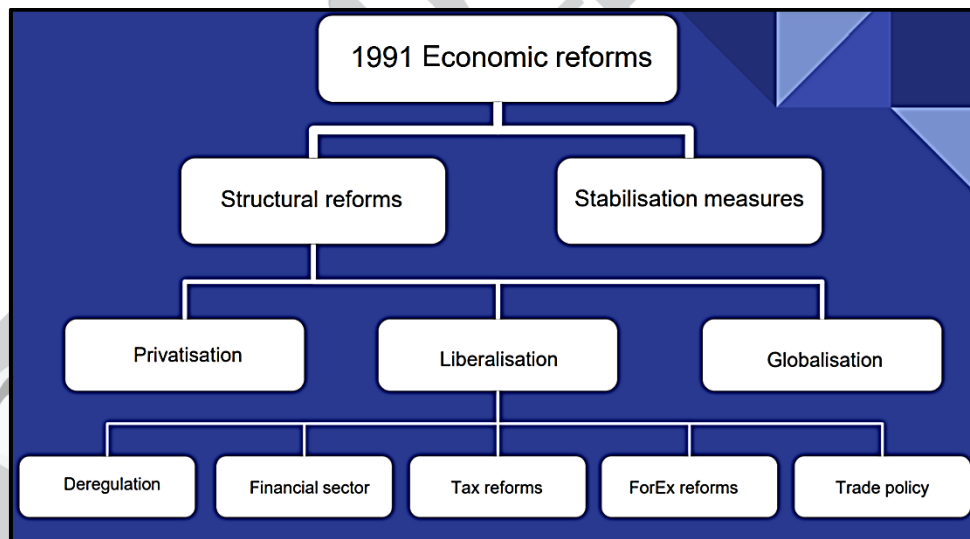 1991 Economic reforms
Structural reforms
Stabilisation measures
Privatisation
Liberalisation
Globalisation
Deregulation
Financial sector
Tax reforms
ForEx reforms
Trade policy